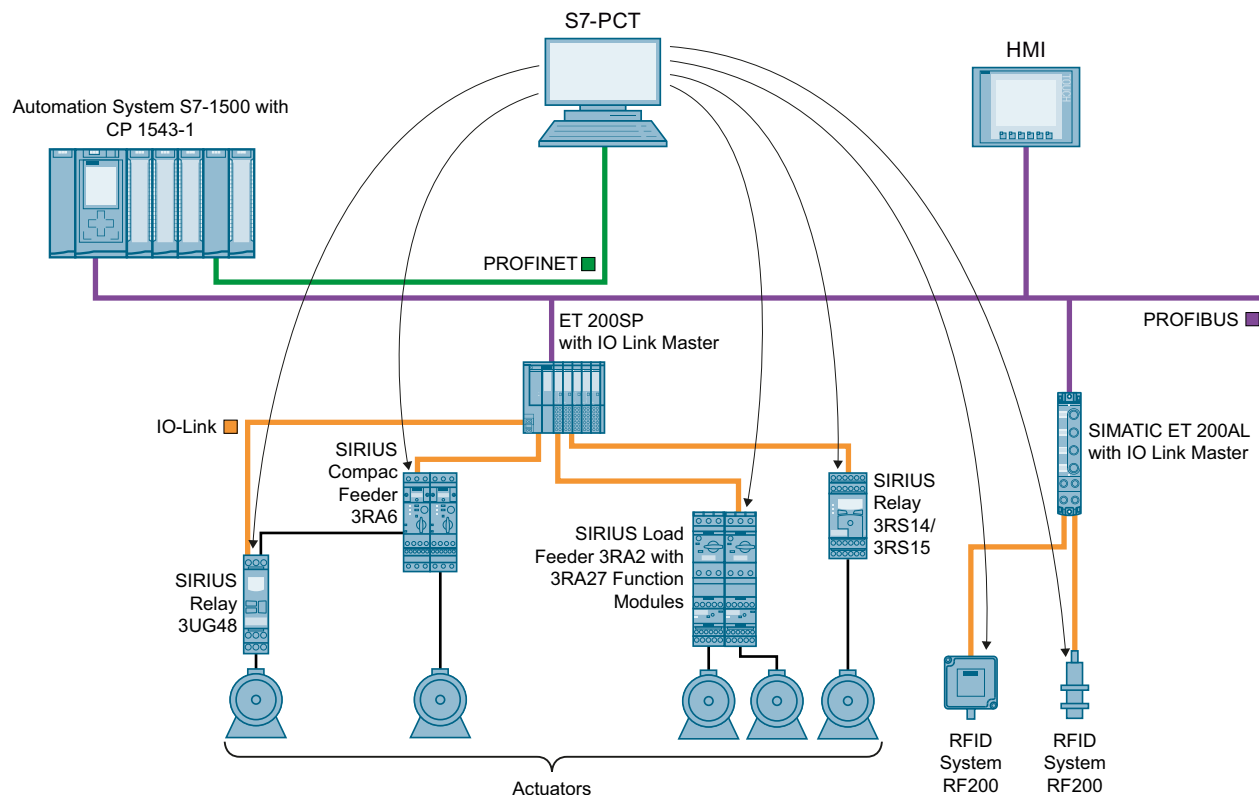 S7-PCT
HMI
Automation System S7-1500 with
CP 1543-1
PROFINET
PROFIBUS
ET 200SP
with IO Link Master
IO-Link
SIRIUS
Compac
Feeder
3RA6
SIRIUS
Relay
3RS14/
3RS15
SIMATIC ET 200AL
with IO Link Master
SIRIUS Load
Feeder 3RA2 with
3RA27 Function
Modules
SIRIUS
Relay
3UG48
RFID
System
RF200
RFID
System
RF200
Actuators